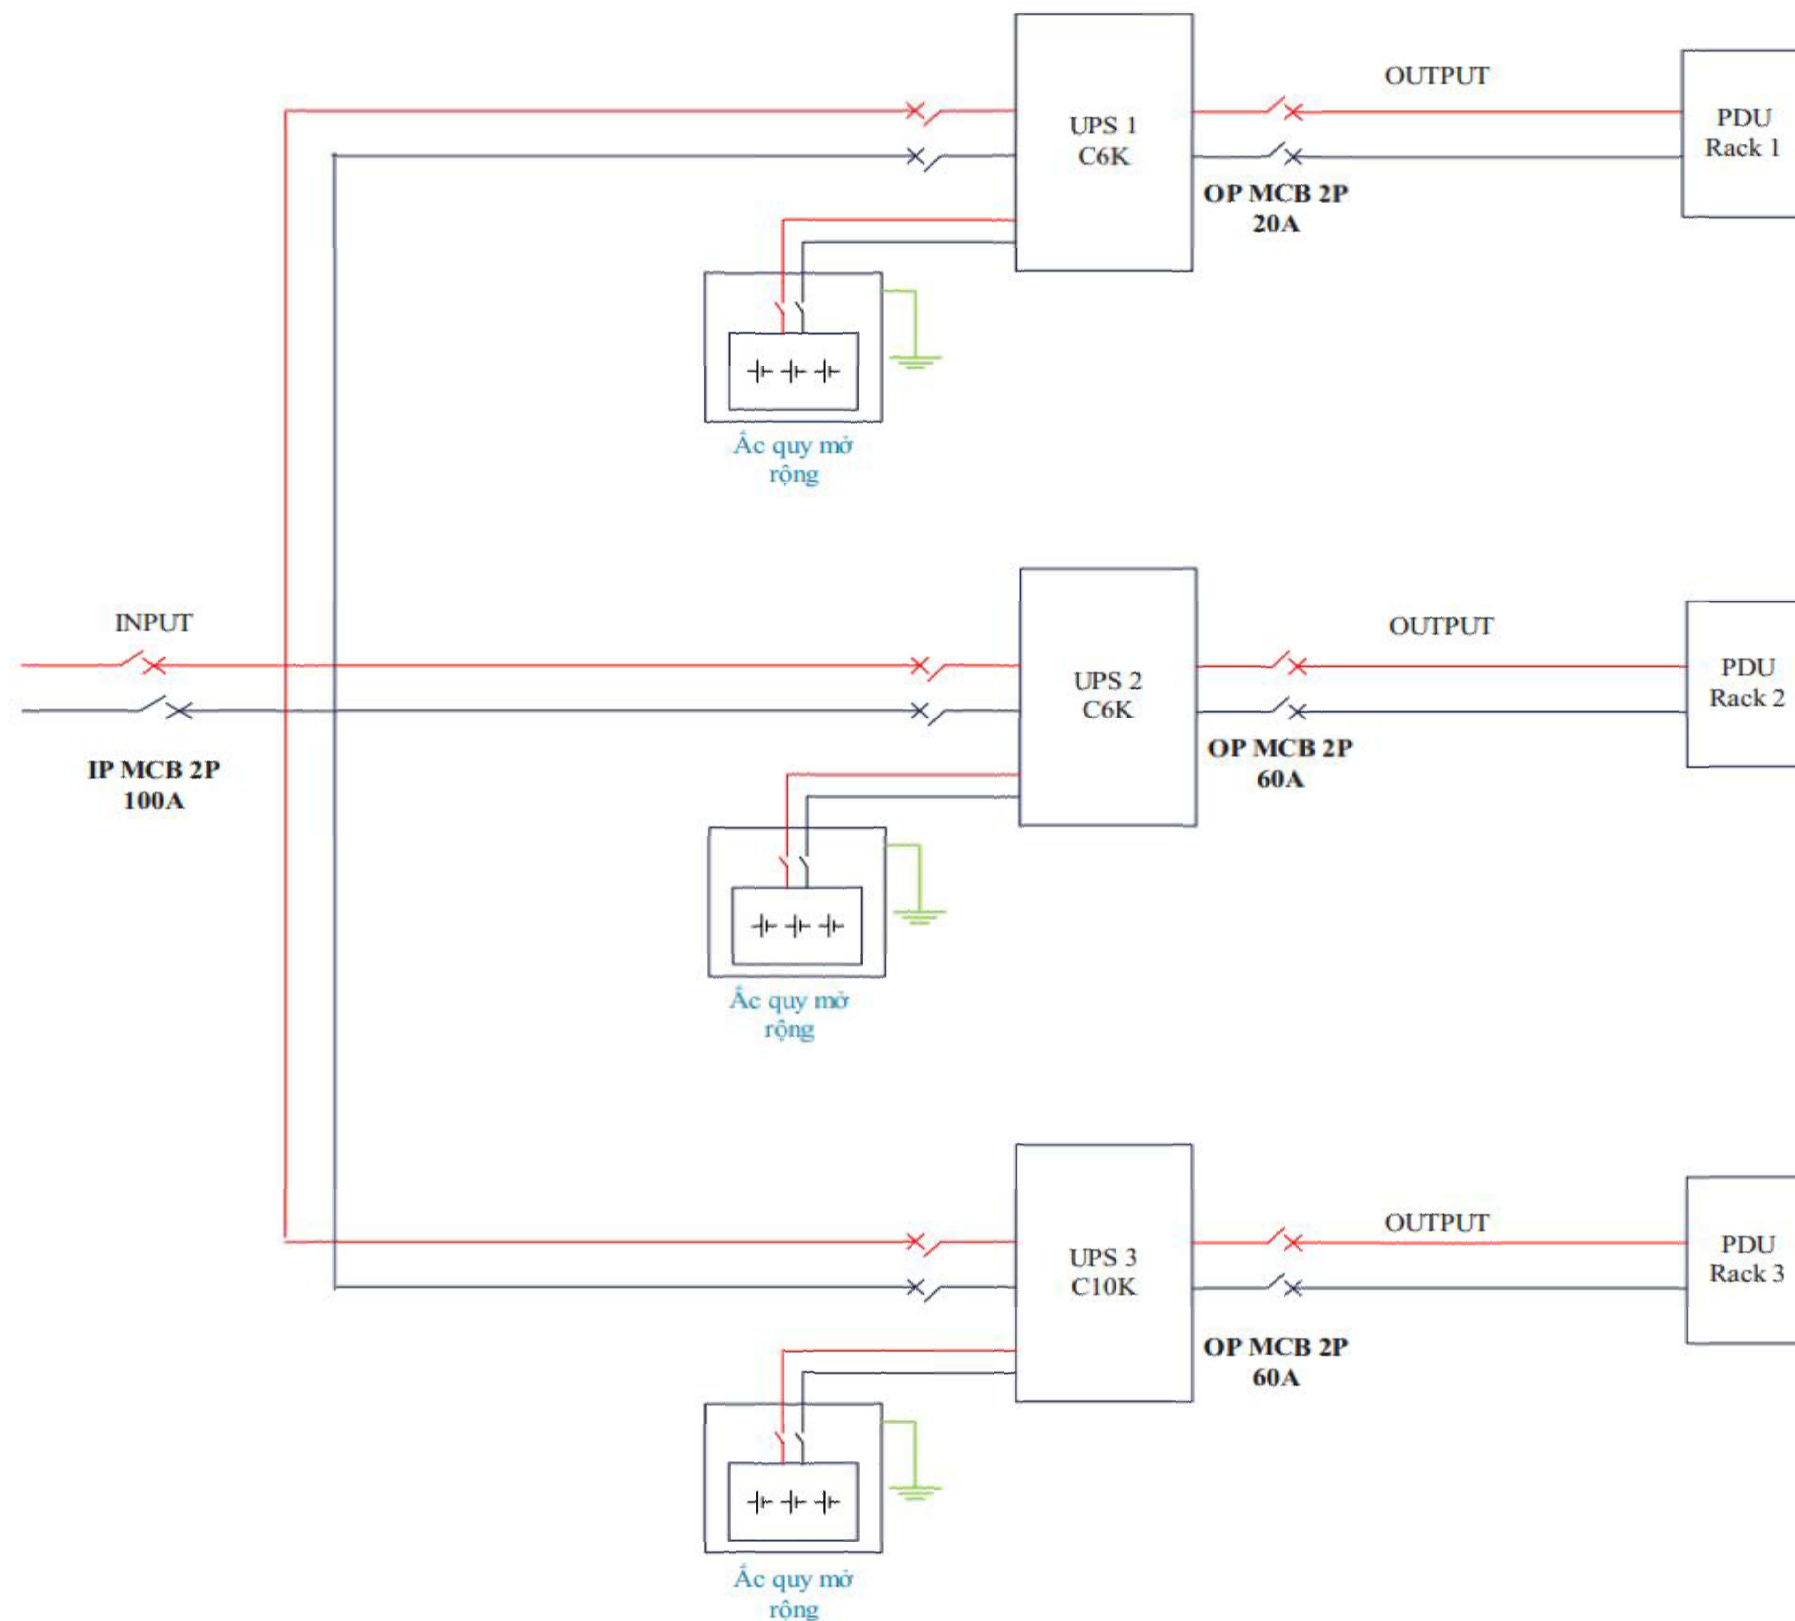 OUTPUT
UPS 1
C6K
PDU
Rack 1
OP MCB 2P
20A
Ắc quy mở
rộng
INPUT
OUTPUT
UPS 2
C6K
PDU
Rack 2
IP MCB 2P
100A
OP MCB 2P
60A
Ắc quy mở
rộng
OUTPUT
UPS 3
C10K
PDU
Rack 3
OP MCB 2P
60A
Ắc quy mở
rộng